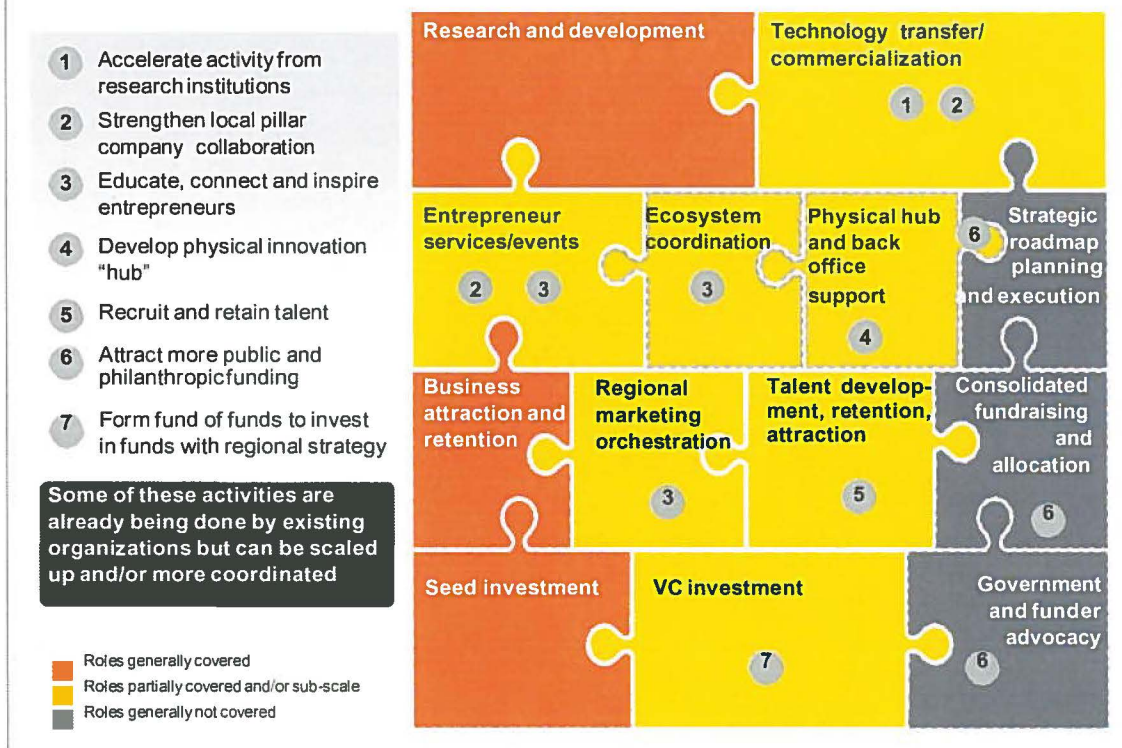 1 Accelerate activity from
research institutions
2 Strengthen local pillar
company collaboration
3 Educate, connect and inspire
entrepreneurs
4 Develop physical innovation
"hub"
5 Recruit and retain talent
6 Attract more public and
philanthropic funding
7 Form fund of funds to invest
in funds with regional strategy
Some of these activities are
already being done by existing
organizations but can be scaled
up and/or more coordinated
Roles generally covered
Roles partially covered and/or sub-scale
Roles generally not covered
Research and development
Technology transfer/
commercialization
1 2
Entrepreneur
services/events
2 3
Ecosystem
coordination
3
Physical hub
and back
office
support
4
6
Strategic
roadmap
planning
and execution
Business
attraction and
retention
Regional
marketing
orchestration
3
Talent develop-
ment, retention,
attraction
5
Consolidated
fundraising
and
allocation
6
Seed investment
VC investment
7
Government
and funder
advocacy
6